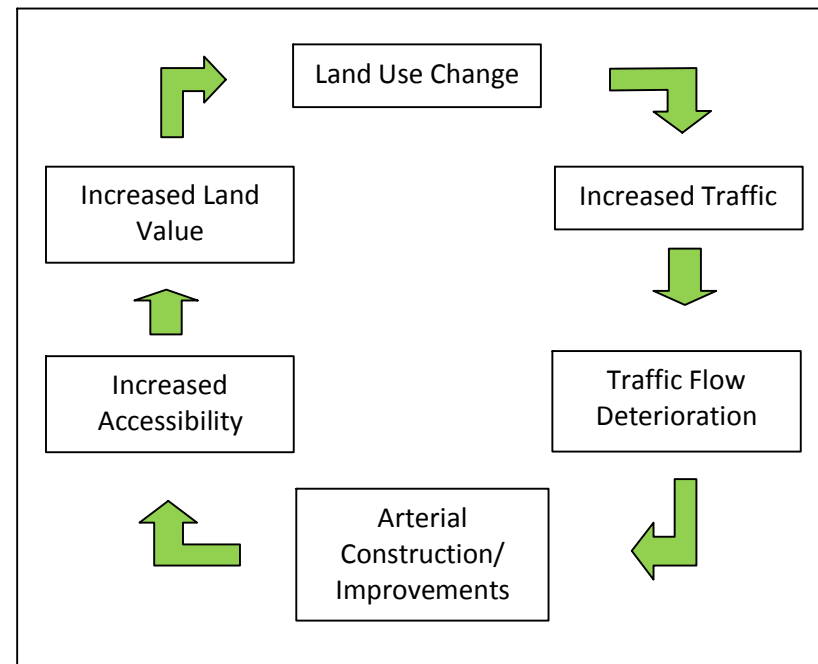 Land Use Change
Increased Traffic
Traffic Flow
Deterioration
Arterial
Construction/
Improvements
Increased
Accessibility
Increased Land
Value